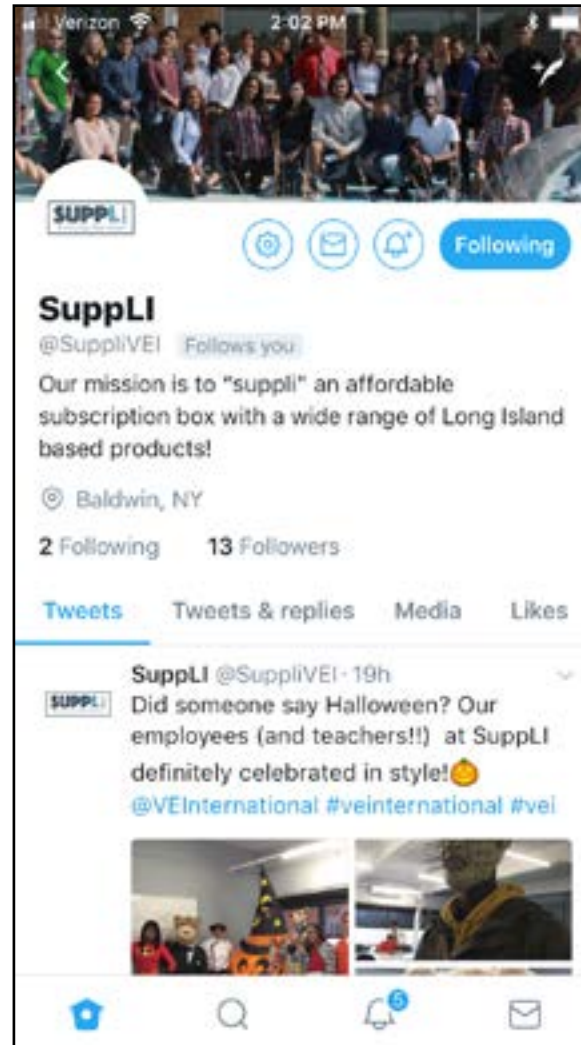 Verizon 2:02 PM
SUPPLI
Following
SuppLI
@SuppliVEI Follows you
Our mission is to "suppli" an affordable
subscription box with a wide range of Long Island
based products!
Baldwin, NY
2 Following 13 Followers
Tweets Tweets & replies Media Likes
SuppLI @SuppliVEI · 19h
SUPPLI
Did someone say Halloween? Our
employees (and teachers!!) at SuppLI
definitely celebrated in style!🎃
@VEInternational #veinternational #vei
5